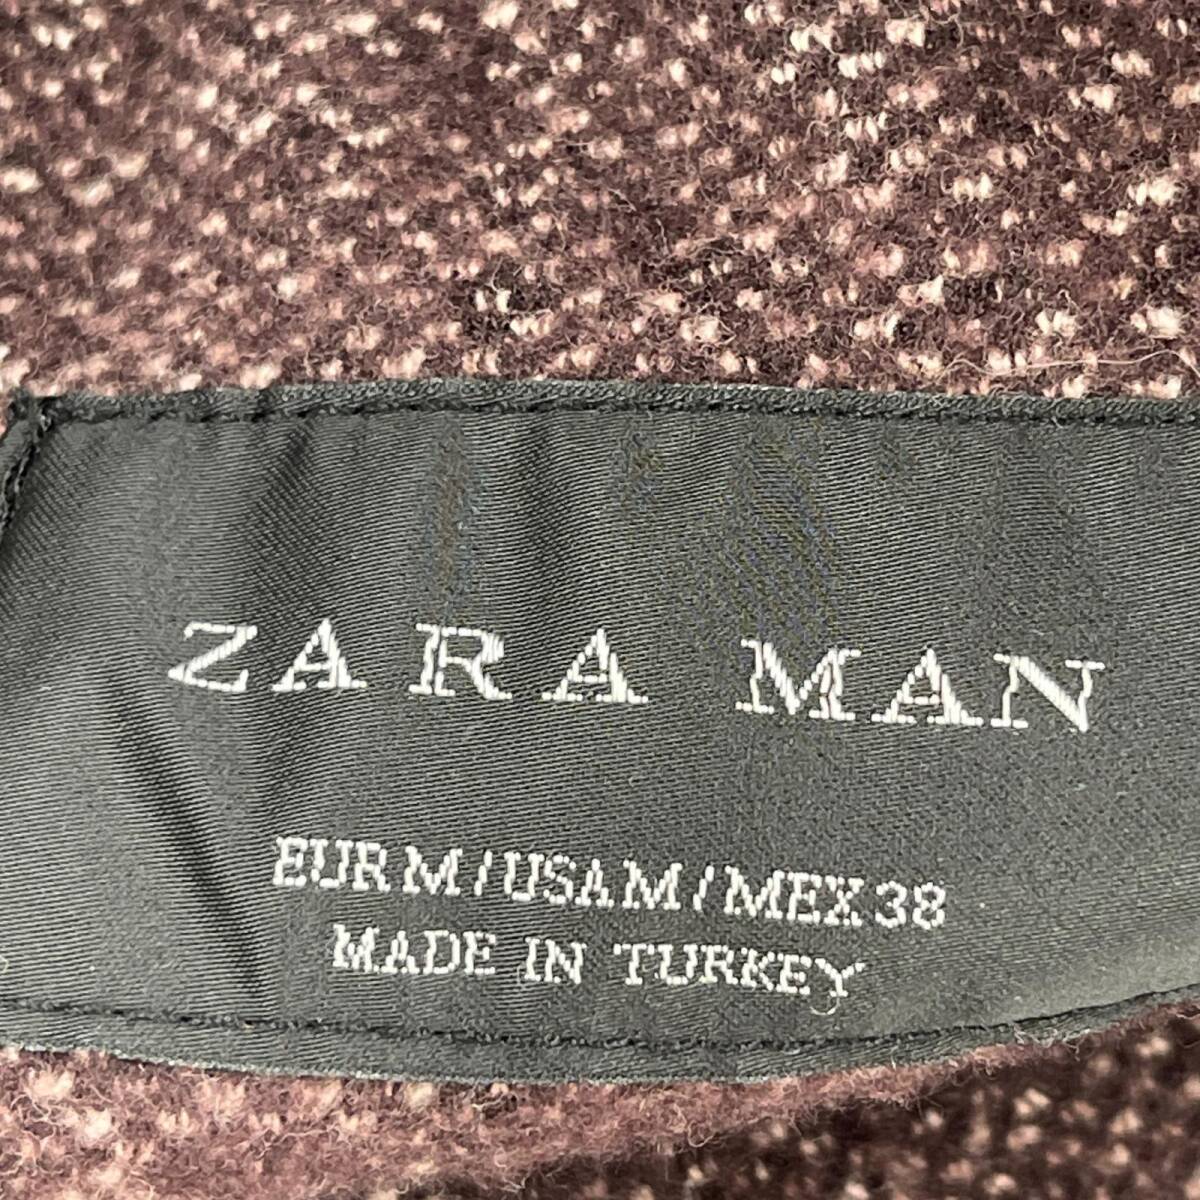 ZARA MAN
EUR M / USA M / MEX 38
MADE IN TURKEY